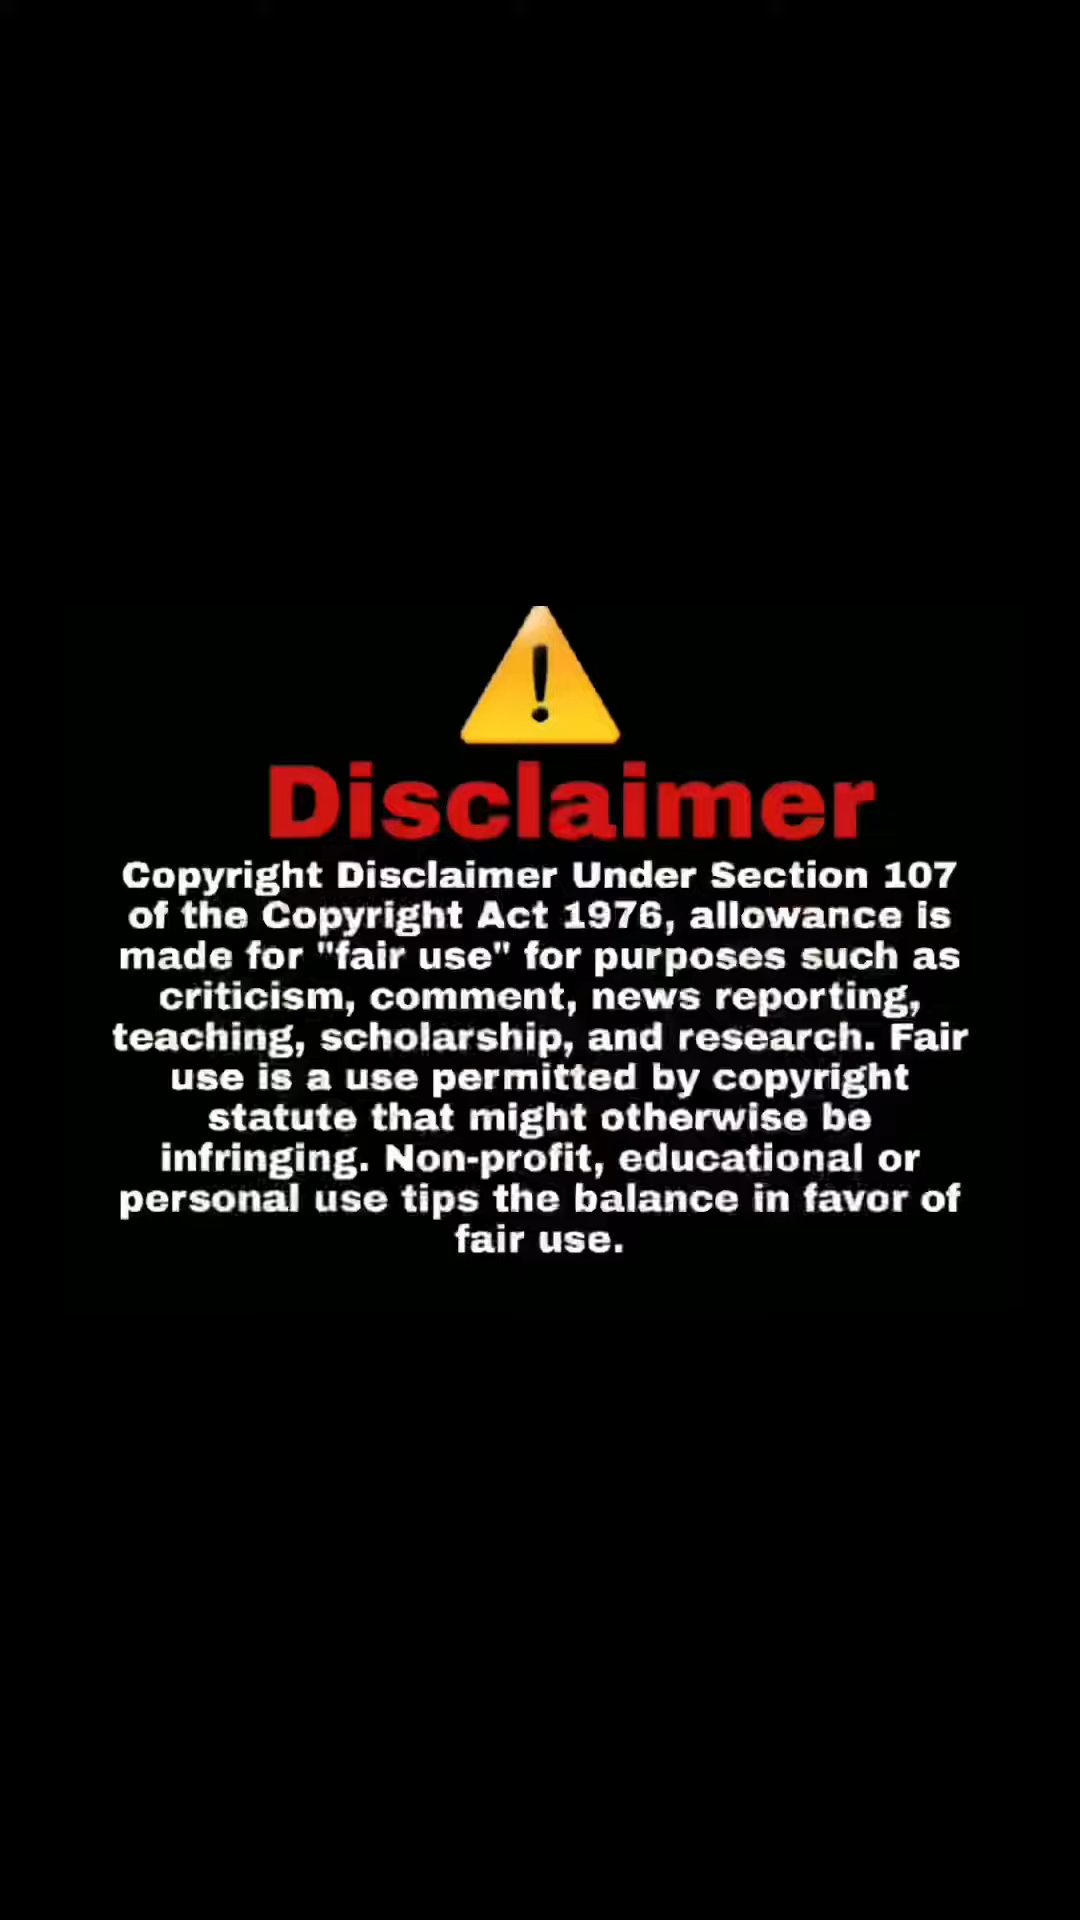 Disclaimer
Copyright Disclaimer Under Section 107
of the Copyright Act 1976, allowance is
made for "fair use" for purposes such as
criticism, comment, news reporting,
teaching, scholarship, and research. Fair
use is a use permitted by copyright
statute that might otherwise be
infringing. Non-profit, educational or
personal use tips the balance in favor of
fair use.